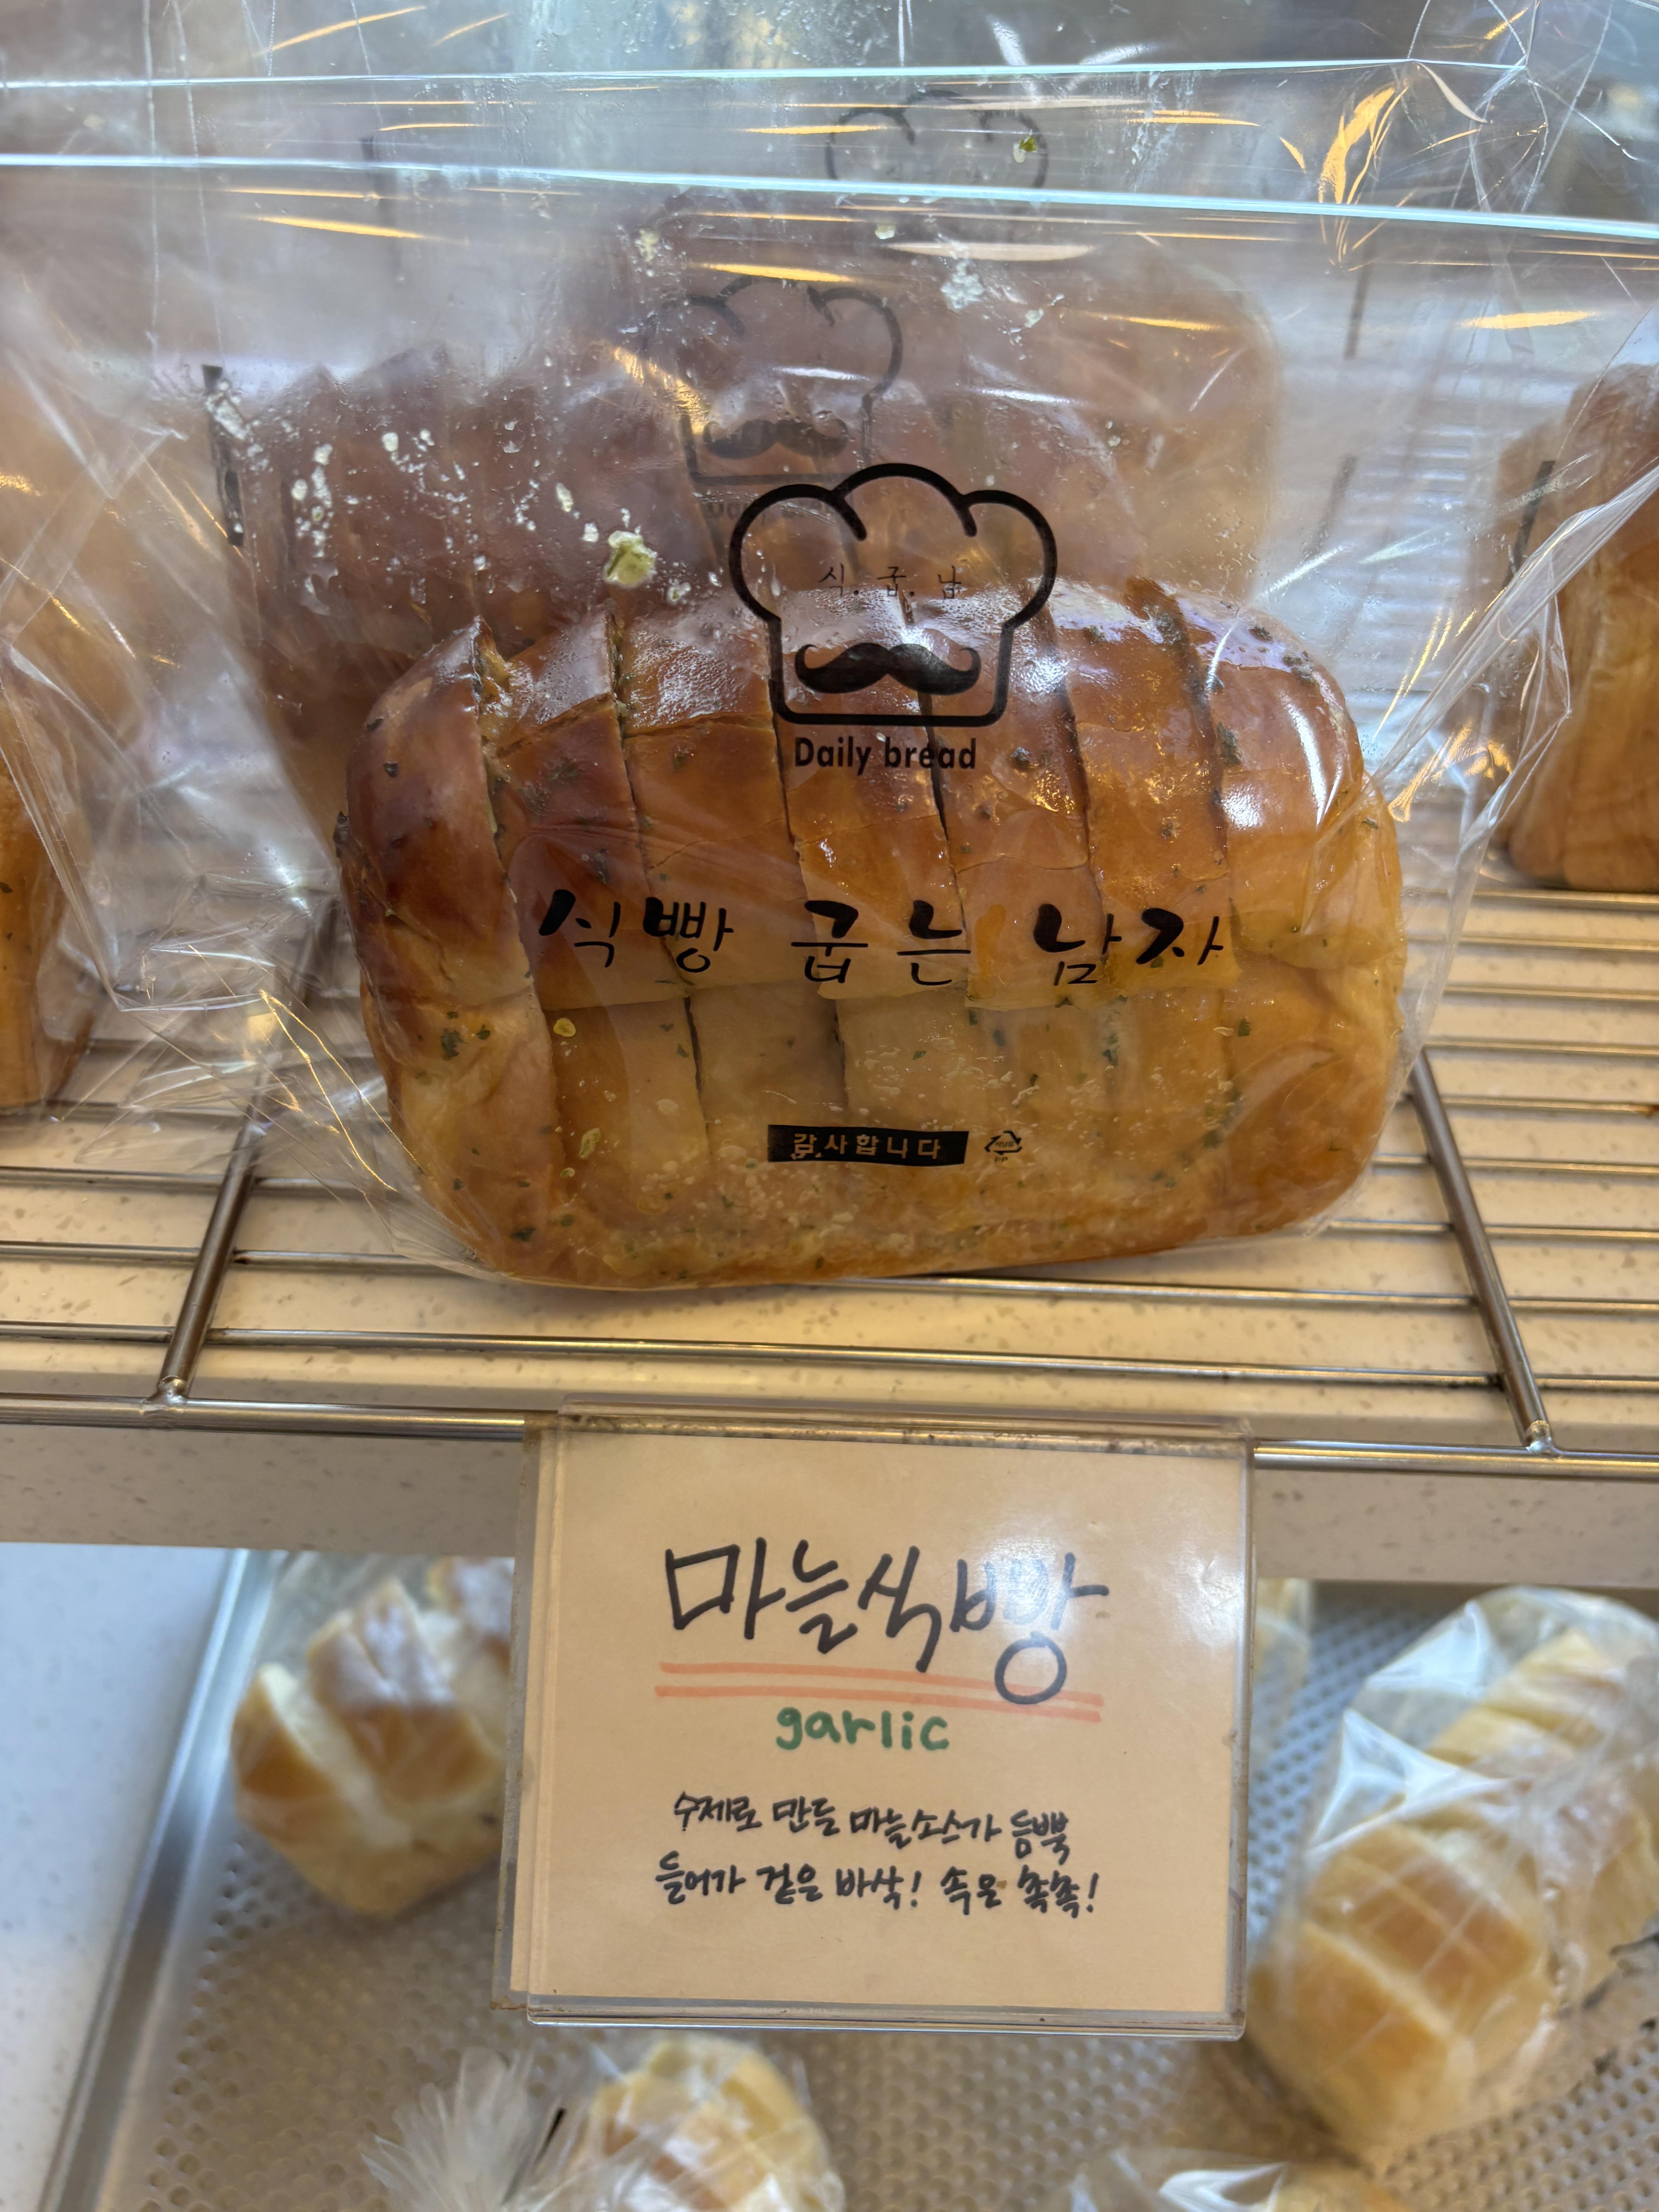 식.굽.남
Daily bread
식빵 굽는 남자
감사합니다
마늘식빵
garlic
수제로 만든 마늘소스가 듬뿍
들어가 겉은 바삭! 속은 촉촉!